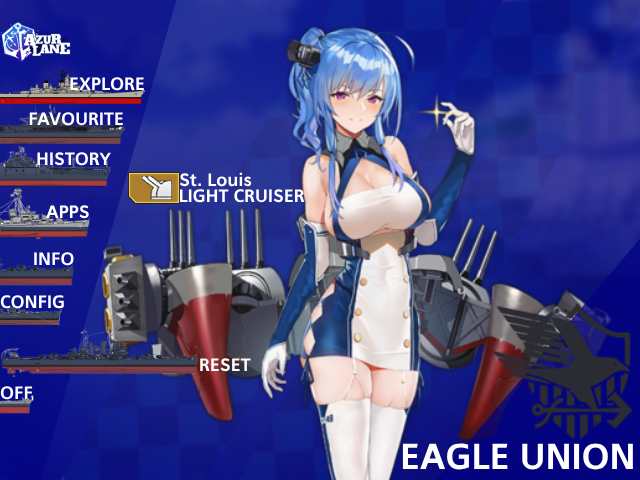 AZUR
LANE
EXPLORE
FAVOURITE
HISTORY
St. Louis
LIGHT CRUISER
APPS
INFO
CONFIG
RESET
OFF
EAGLE UNION